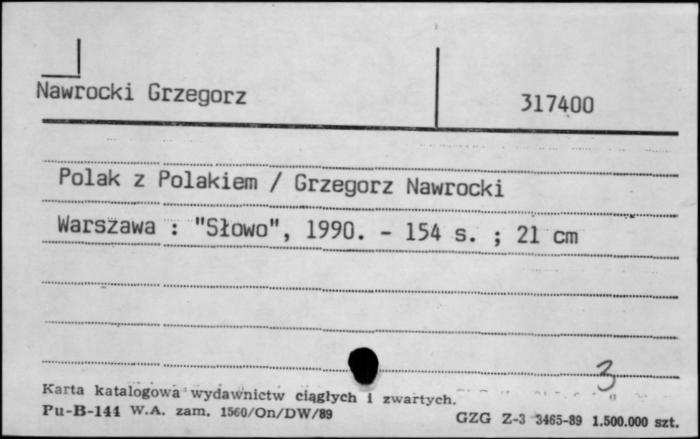 Nawrocki Grzegorz
317400
Polak z Polakiem / Grzegorz Nawrocki
Warszawa : "Słowo", 1990. - 154 s. ; 21 cm
3
Karta katalogowa wydawnictw ciągłych i zwartych.
Pu-B-144 W.A. zam. 1560/On/DW/89
GZG Z-3 3465-89 1.500.000 szt.